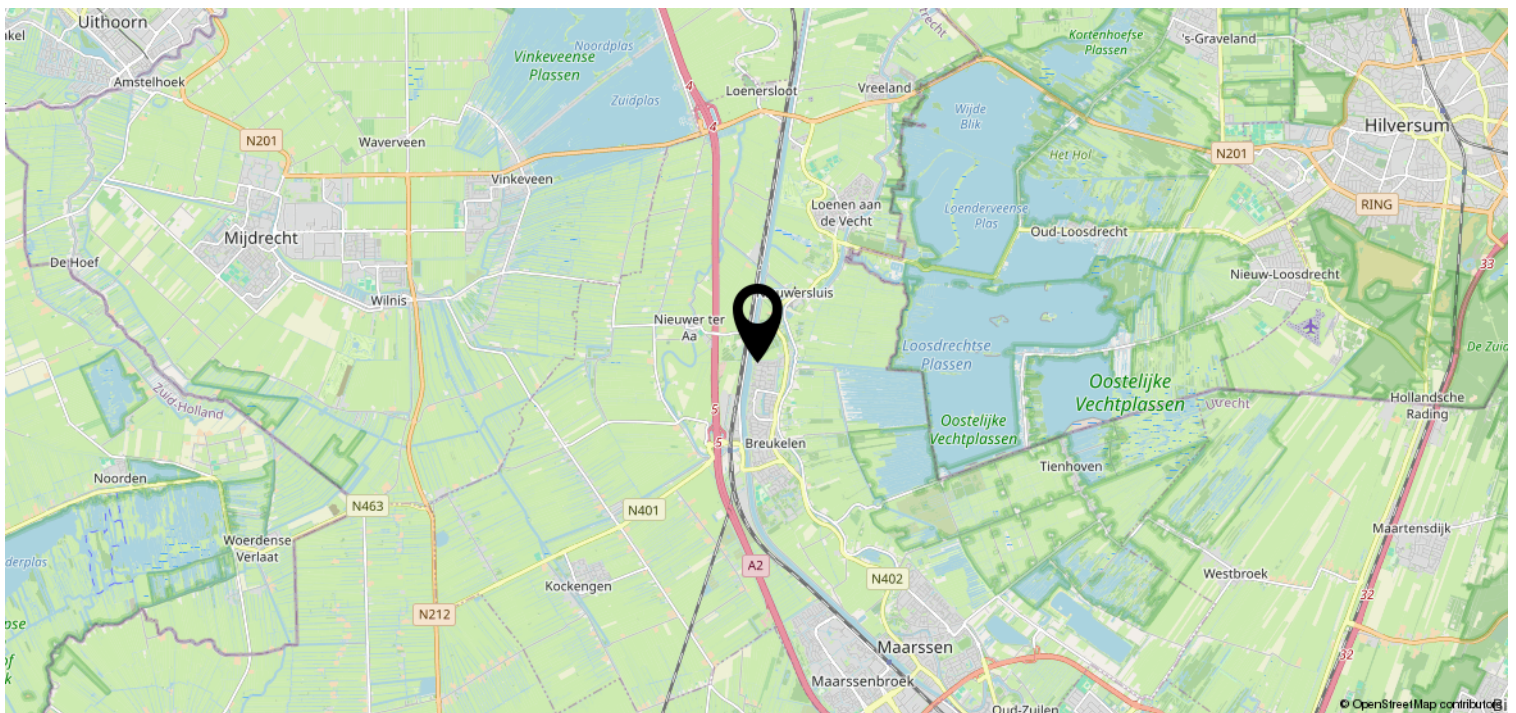 Uithoorn
Amstelhoek
Vinkeveense
Plassen
Noordplas
Zuidplas
4
4
Loenersloot
Vreeland
Kortenhoefse
Plassen
's-Graveland
Wijde
Blik
Hilversum
N201
Waverveen
Vinkeveen
Het Hol
N201
RING
Loenen aan
de Vecht
Loenderveense
Plas
Oud-Loosdrecht
Mijdrecht
De Hoef
Wilnis
Nieuw-Loosdrecht
33
Nieuwer ter
Aa
Loosdrechtse
Plassen
Oostelijke
Vechtplassen
Zuid-Holland
Utrecht
Hollandsche
Rading
5
5
Breukelen
Oostelijke
Vechtplassen
Tienhoven
Noorden
N463
N401
Maartensdijk
Woerdense
Verlaat
A2
N402
Westbroek
Kockengen
N212
32
32
Maarssen
Maarssenbroek
Oud-Zuilen
© OpenStreetMap contributors